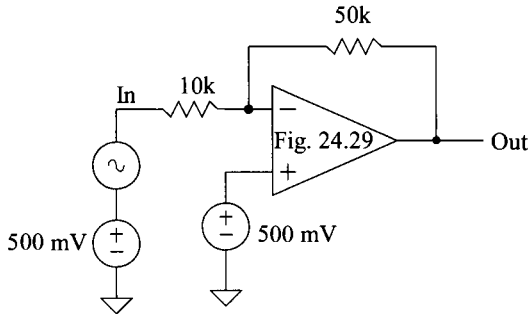 50k
10k
In
−
Fig. 24.29
Out
+
500 mV
+
−
500 mV
+
−